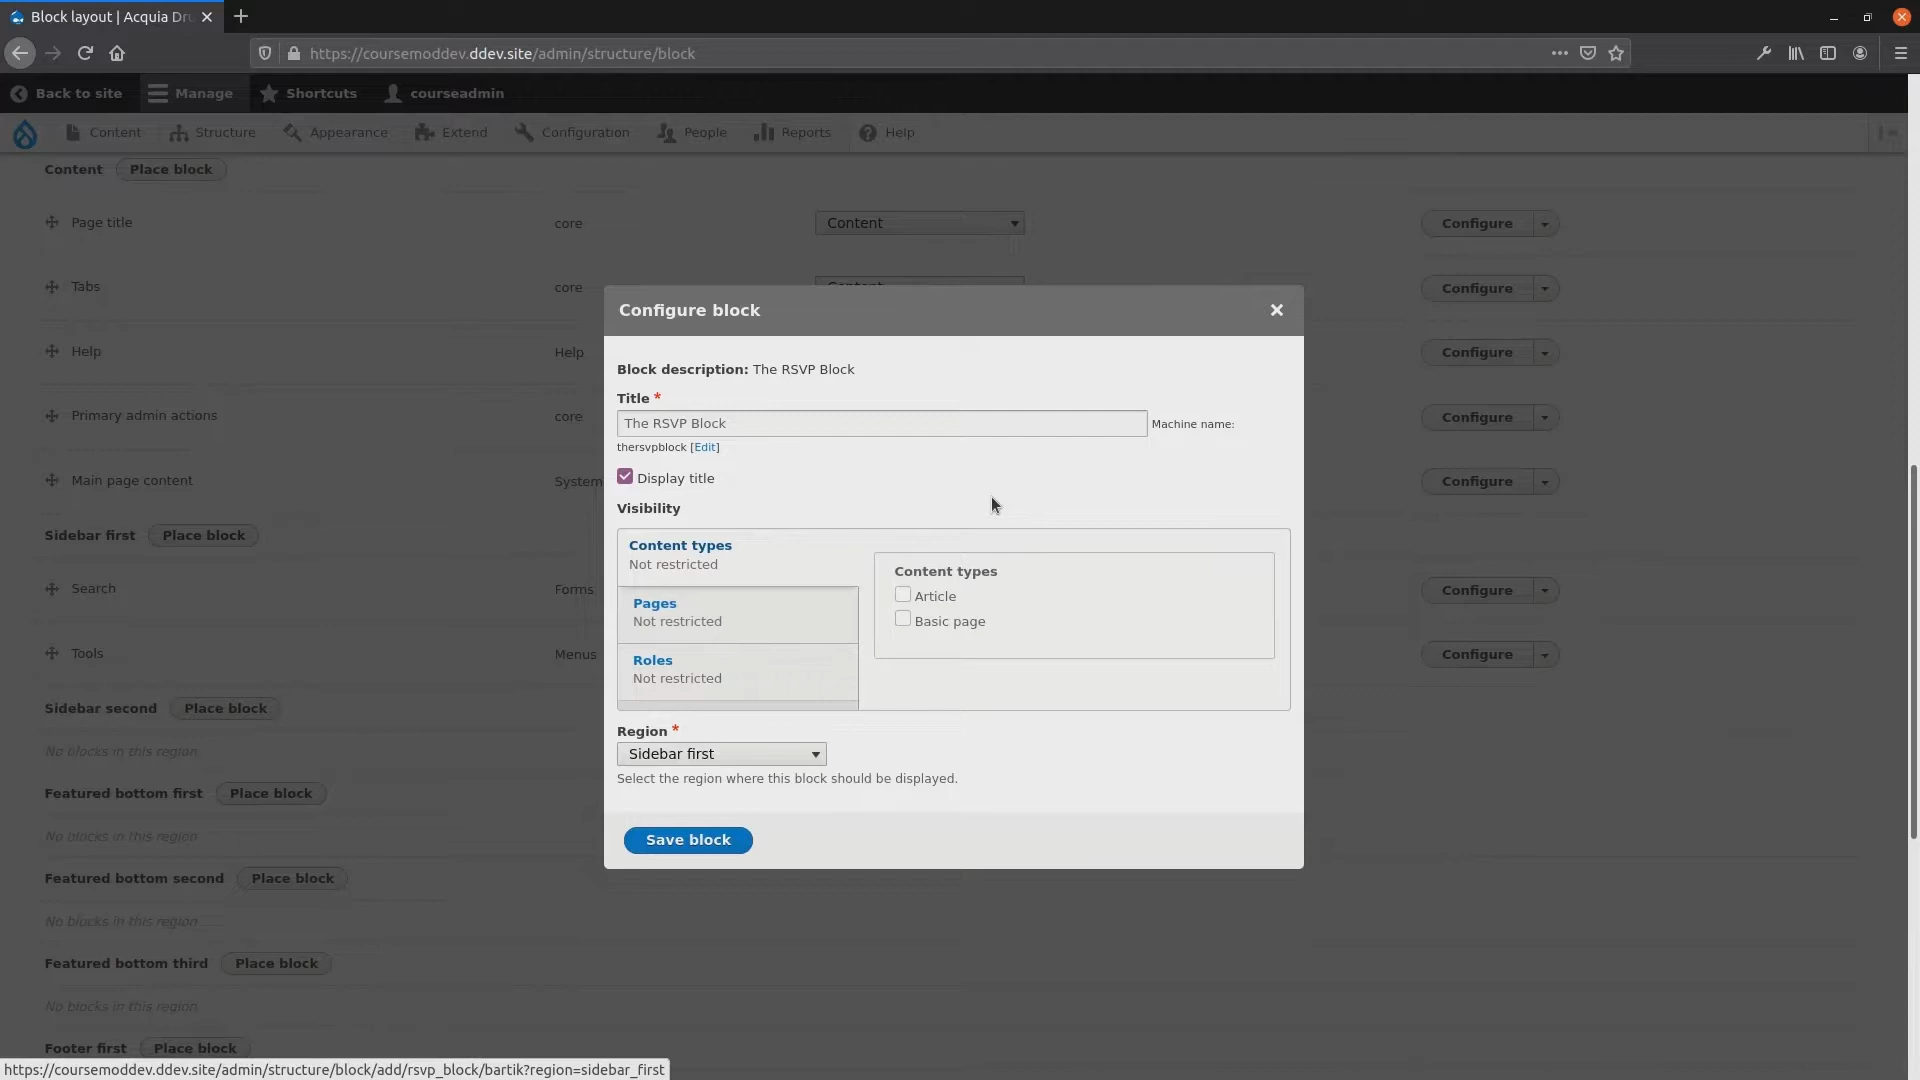 Block layout | Acquia Dr
https://coursemoddev.ddev.site/admin/structure/block
Back to site Manage Shortcuts courseadmin
Content Structure Appearance Extend Configuration People Reports Help
Content Place block
Page title core Content Configure
Tabs core Content Configure
Help Help Configure
Primary admin actions core Configure
Main page content System Configure
Sidebar first Place block
Search Forms Configure
Tools Menus Configure
Sidebar second Place block
No blocks in this region
Featured bottom first Place block
No blocks in this region
Featured bottom second Place block
No blocks in this region
Featured bottom third Place block
No blocks in this region
Footer first Place block
Configure block
Block description: The RSVP Block
Title *
The RSVP Block Machine name:
thersvpblock [Edit]
Display title
Visibility
Content types
Not restricted
Pages
Not restricted
Roles
Not restricted
Content types
Article
Basic page
Region *
Sidebar first
Select the region where this block should be displayed.
Save block
https://coursemoddev.ddev.site/admin/structure/block/add/rsvp_block/bartik?region=sidebar_first